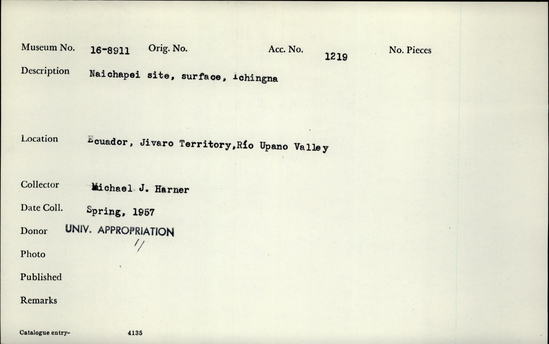 Museum No. 16-8911 Orig. No. Acc. No. 1219 No. Pieces
Description Naichapei site, surface, Ichingna
Location Ecuador, Jivaro Territory,Río Upano Valley
Collector Michael J. Harner
Date Coll. Spring, 1957
Donor UNIV. APPROPRIATION
Photo
Published
Remarks
Catalogue entry- 4135